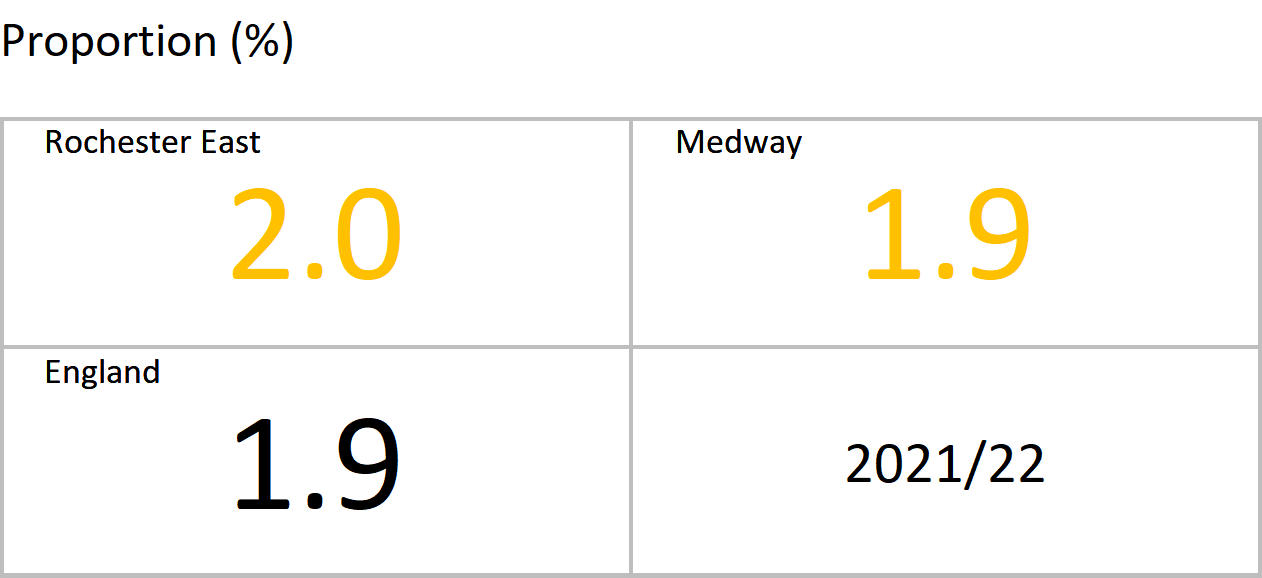 Proportion (%)
Rochester East
2.0
Medway
1.9
England
1.9
2021/22